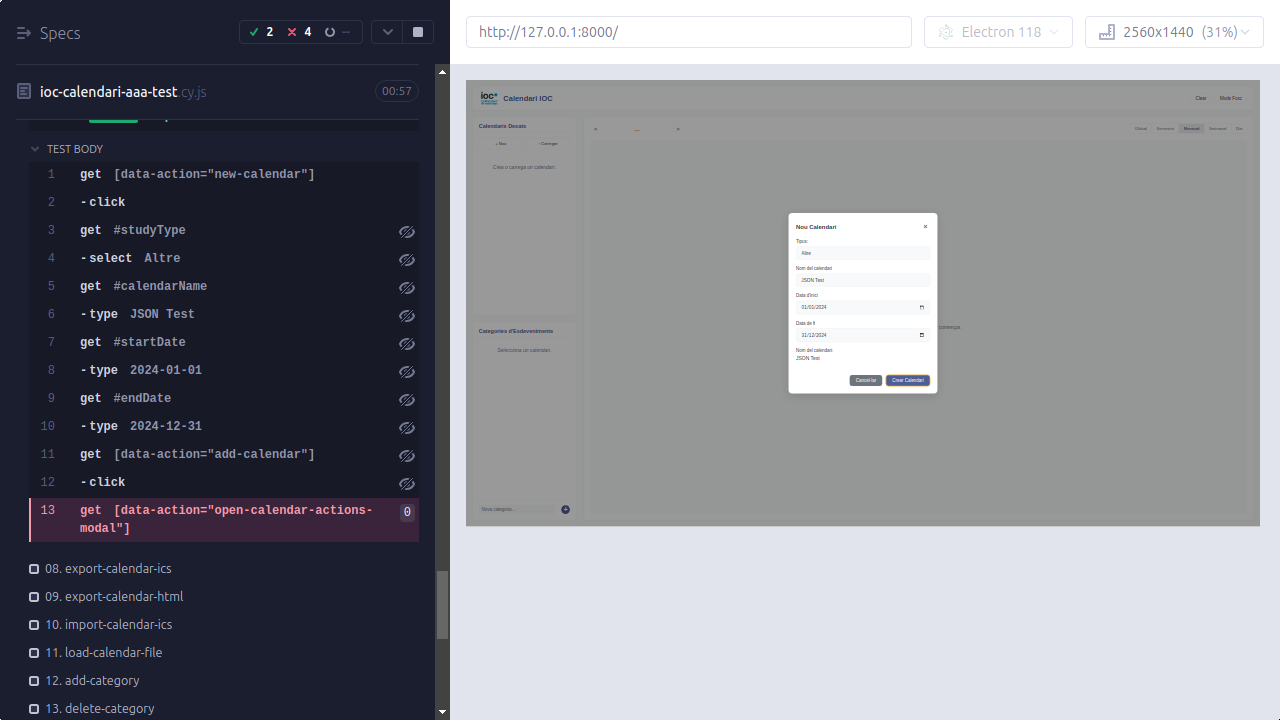 Specs
2
4
--
ioc-calendari-aaa-test.cy.js
00:57
TEST BODY
1 get [data-action="new-calendar"]
2 -click
3 get #studyType
4 -select Altre
5 get #calendarName
6 -type JSON Test
7 get #startDate
8 -type 2024-01-01
9 get #endDate
10 -type 2024-12-31
11 get [data-action="add-calendar"]
12 -click
13 get [data-action="open-calendar-actions-modal"] 0
08. export-calendar-ics
09. export-calendar-html
10. import-calendar-ics
11. load-calendar-file
12. add-category
13. delete-category
http://127.0.0.1:8000/
Electron 118
2560x1440 (31%)
ioc
Calendari IOC
Clear
Mode Fosc
Calendaris Desats
+ Nou
Carregar
Crea o carrega un calendari.
Global
Semestre
Mensual
Setmanal
Dia
Categories d'Esdeveniments
Selecciona un calendari.
Nova categoria...
Nou Calendari
×
Tipus:
Altre
Nom del calendari
JSON Test
Data d'inici
01/01/2024
Data de fi
31/12/2024
Nom del calendari
JSON Test
Cancel·lar
Crear Calendari